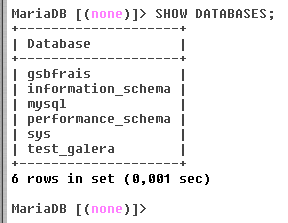 MariaDB [(none)]> SHOW DATABASES;
+--------------------+
| Database           |
+--------------------+
| gsbfrais           |
| information_schema |
| mysql              |
| performance_schema |
| sys                |
| test_galera        |
+--------------------+
6 rows in set (0,001 sec)
MariaDB [(none)]>